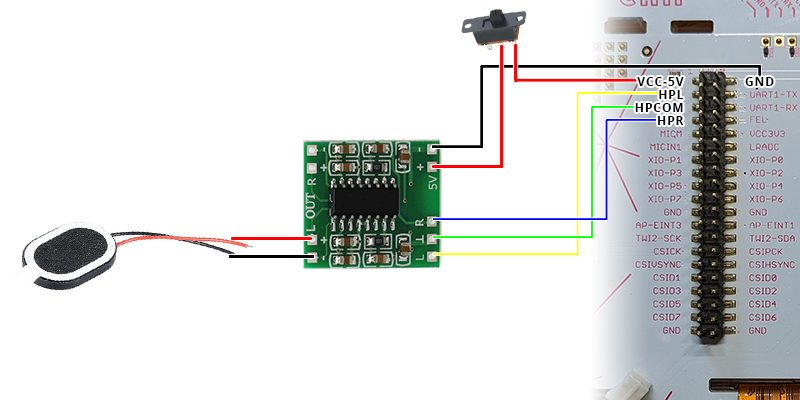 VCC-5V GND
HPL UART1-TX
HPCOM UART1-RX
HPR FEL
MIGM VCC3V3
MICIN1 LRADC
XIO-P1 XIO-P0
XIO-P3 XIO-P2
XIO-P5 XIO-P4
XIO-P7 XIO-P6
GND GND
AP-EINT3 AP-EINT1
TWI2-SCK TWI2-SDA
CSICK CSIPCK
CSIVSYNC CSIHSYNC
CSID1 CSID0
CSID3 CSID2
CSID5 CSID4
CSID7 CSID6
GND GND
- -
+ +
R 5V
L OUT
R
+ ⊥
- L